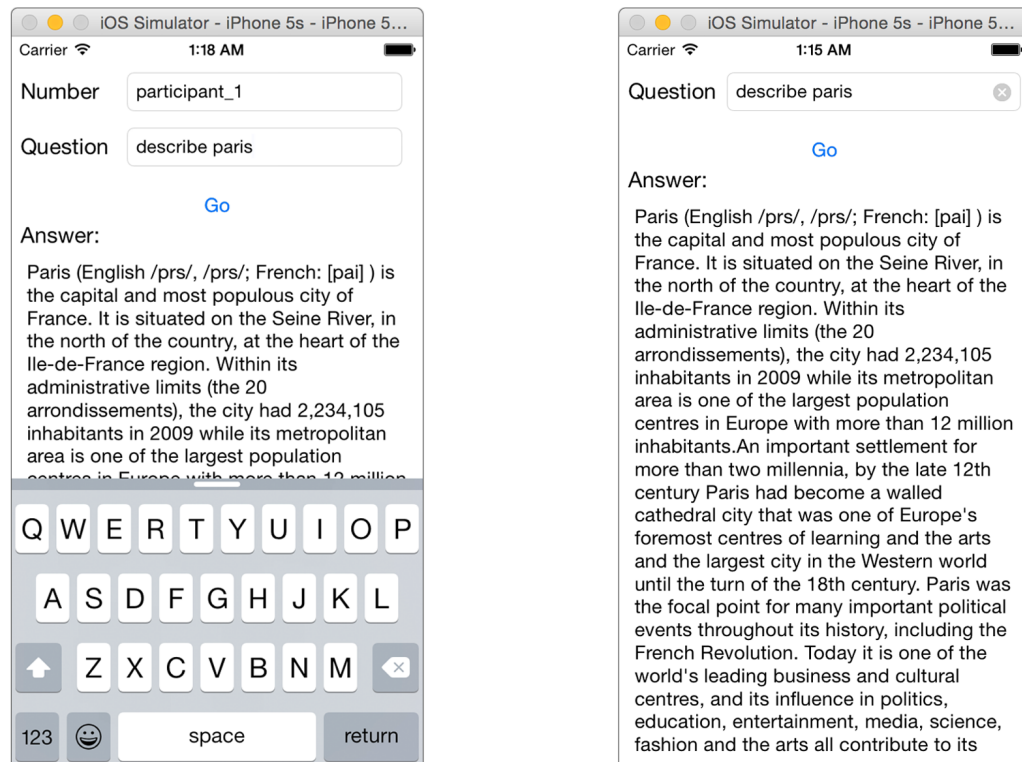 iOS Simulator - iPhone 5s - iPhone 5...
Carrier 1:18 AM
Number participant_1
Question describe paris
Go
Answer:
Paris (English /prs/, /prs/; French: [pai] ) is
the capital and most populous city of
France. It is situated on the Seine River, in
the north of the country, at the heart of the
Ile-de-France region. Within its
administrative limits (the 20
arrondissements), the city had 2,234,105
inhabitants in 2009 while its metropolitan
area is one of the largest population
centres in Europe with more than 12 million
Q W E R T Y U I O P
A S D F G H J K L
Z X C V B N M
123 space return
iOS Simulator - iPhone 5s - iPhone 5...
Carrier 1:15 AM
Question describe paris
Go
Answer:
Paris (English /prs/, /prs/; French: [pai] ) is
the capital and most populous city of
France. It is situated on the Seine River, in
the north of the country, at the heart of the
Ile-de-France region. Within its
administrative limits (the 20
arrondissements), the city had 2,234,105
inhabitants in 2009 while its metropolitan
area is one of the largest population
centres in Europe with more than 12 million
inhabitants.An important settlement for
more than two millennia, by the late 12th
century Paris had become a walled
cathedral city that was one of Europe's
foremost centres of learning and the arts
and the largest city in the Western world
until the turn of the 18th century. Paris was
the focal point for many important political
events throughout its history, including the
French Revolution. Today it is one of the
world's leading business and cultural
centres, and its influence in politics,
education, entertainment, media, science,
fashion and the arts all contribute to its